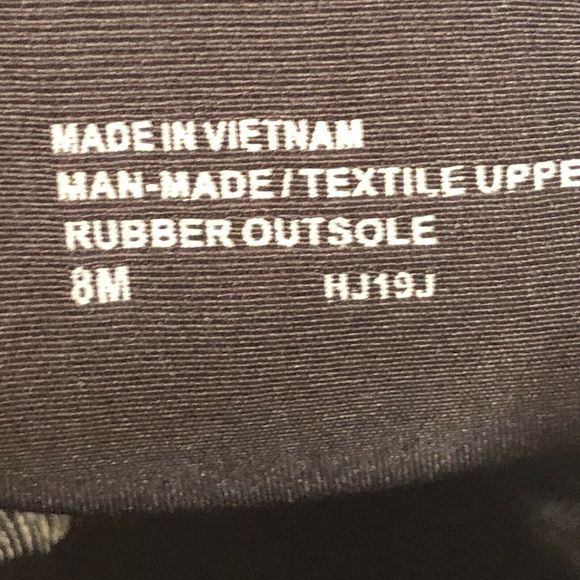 MADE IN VIETNAM
MAN-MADE / TEXTILE UPPE
RUBBER OUTSOLE
8M HJ19J